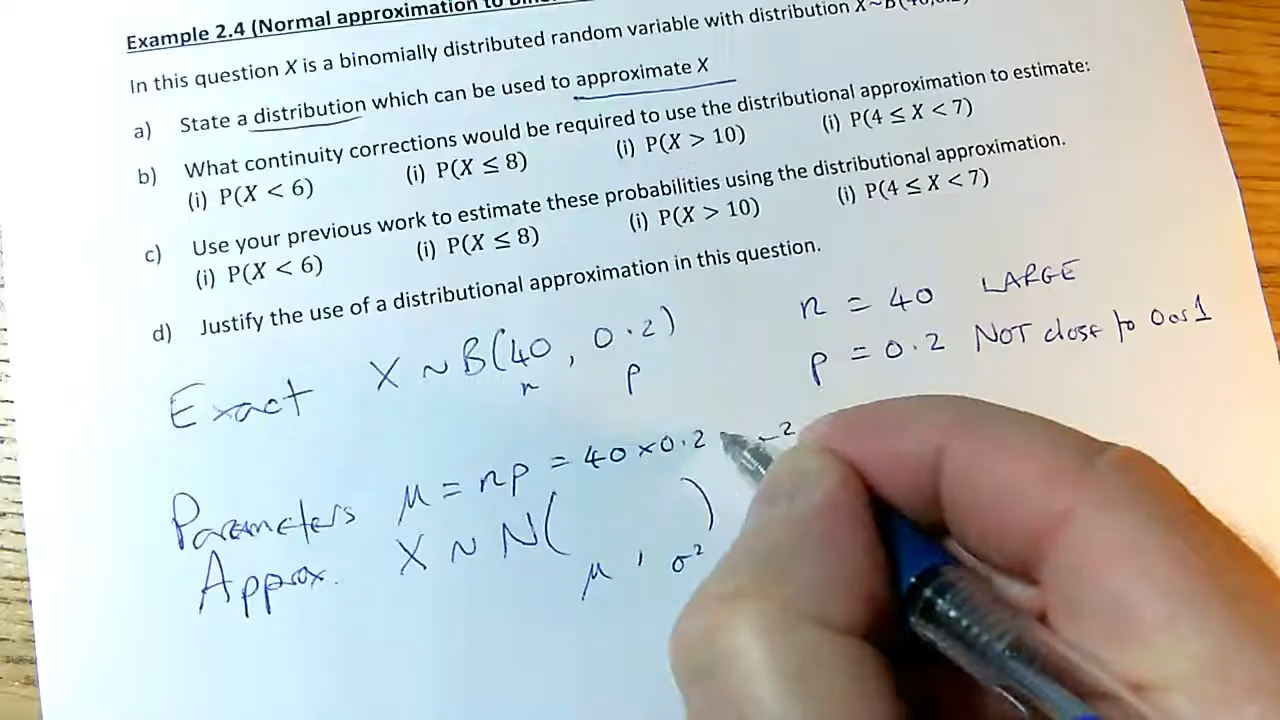 Example 2.4 (Normal approximation to
In this question X is a binomially distributed random variable with distribution X~B(40,0.2)
a) State a distribution which can be used to approximate X
b) What continuity corrections would be required to use the distributional approximation to estimate:
(i) P(X < 6) (i) P(X ≤ 8) (i) P(X > 10) (i) P(4 ≤ X < 7)
c) Use your previous work to estimate these probabilities using the distributional approximation.
(i) P(X < 6) (i) P(X ≤ 8) (i) P(X > 10) (i) P(4 ≤ X < 7)
d) Justify the use of a distributional approximation in this question.
Exact X ~ B(40, 0.2) n = 40 LARGE
n p p = 0.2 NOT close to 0 or 1
Parameters μ = np = 40×0.2
Approx. X ~ N( )
μ, σ²